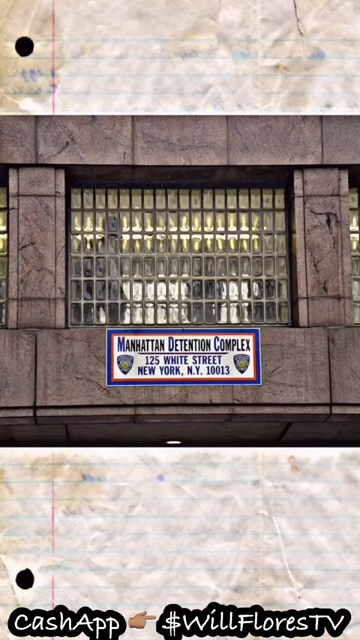 MANHATTAN DETENTION COMPLEX
125 WHITE STREET
NEW YORK, N.Y. 10013
CashApp 👉🏽 $WillFloresTV